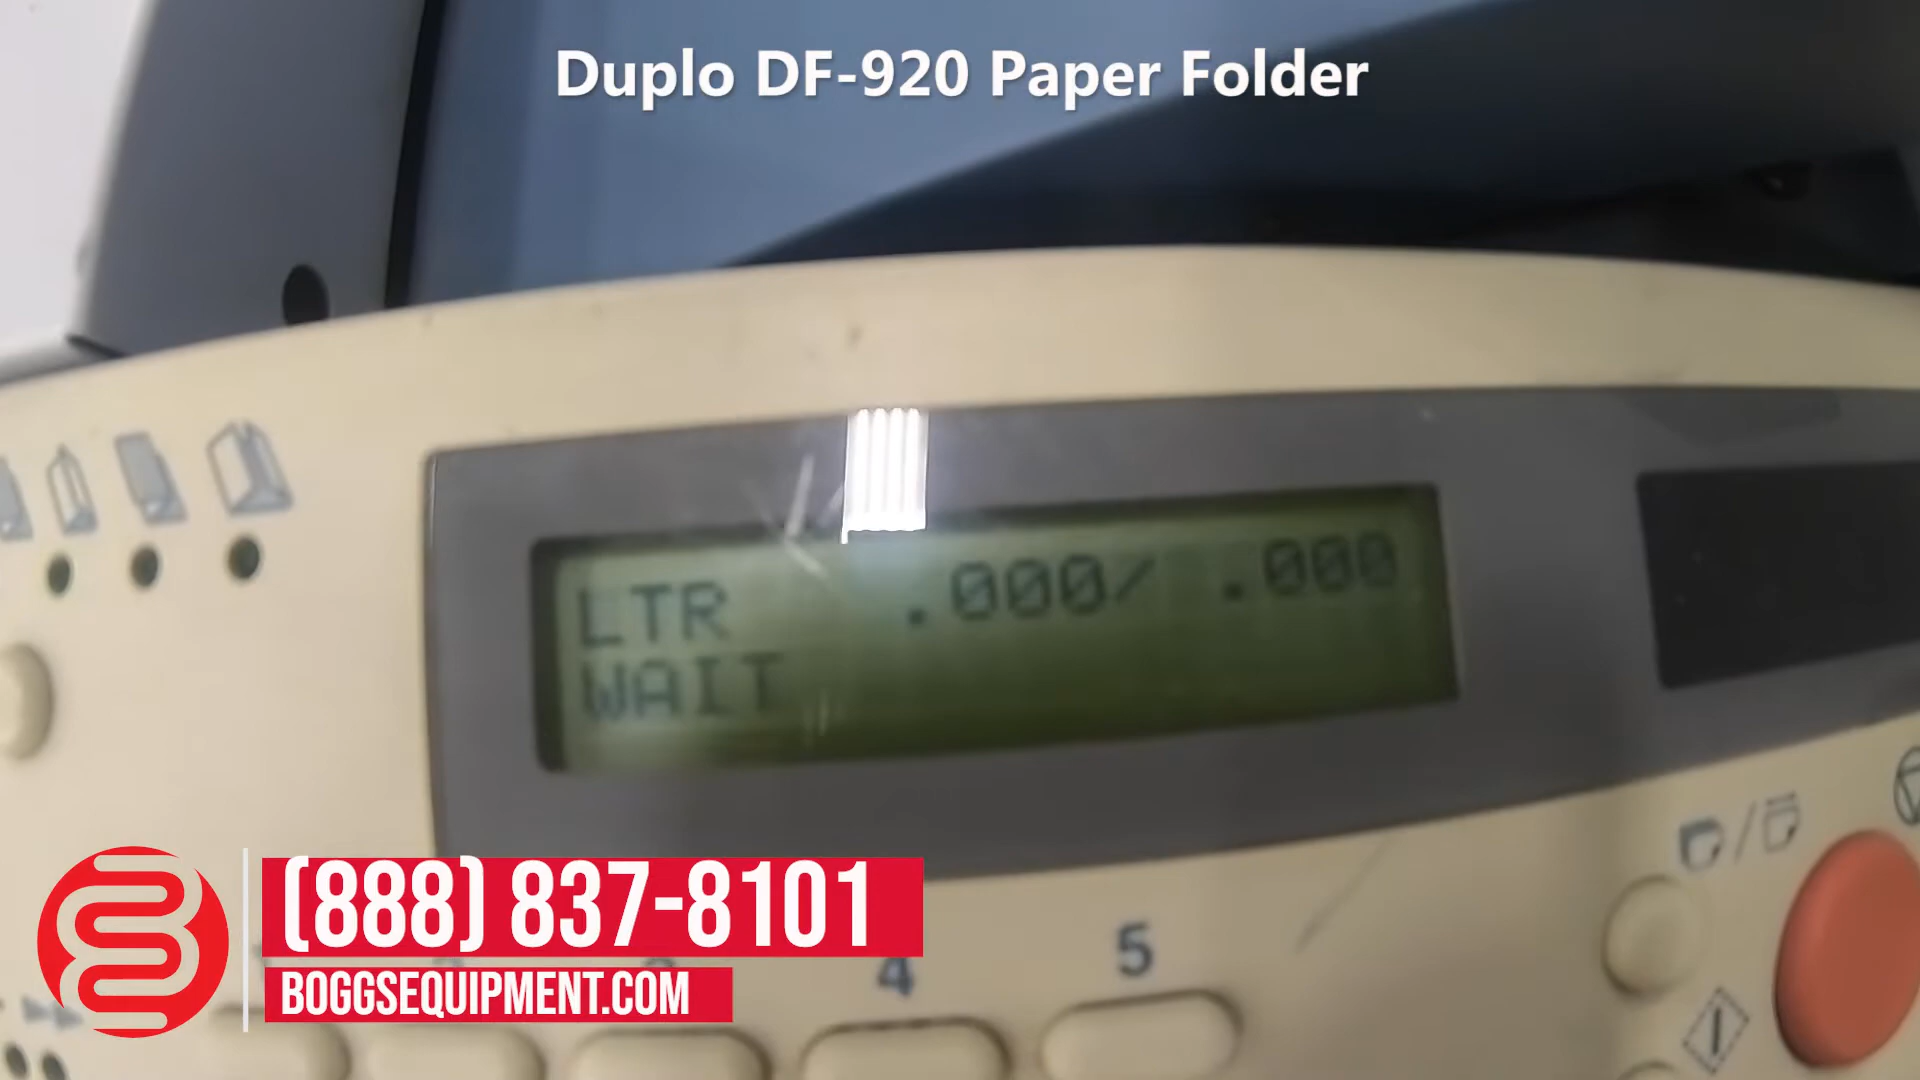 Duplo DF-920 Paper Folder
LTR .000/ .000
WAIT
(888) 837-8101
BOGGSEQUIPMENT.COM
4
5